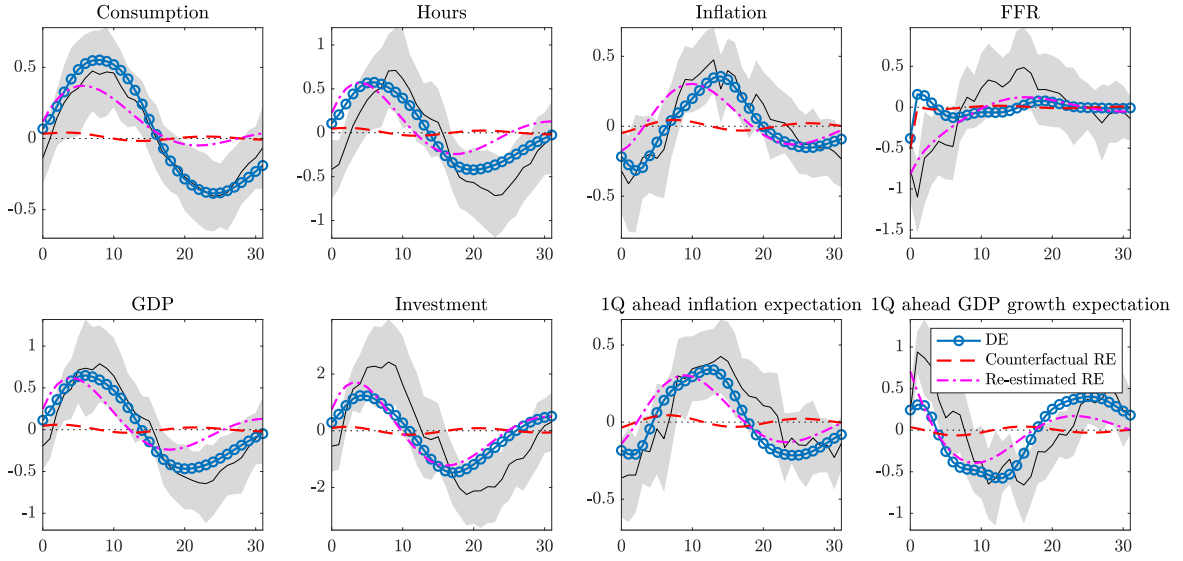 Consumption
Hours
Inflation
FFR
0.5
0
-0.5
0 10 20 30
1
0.5
0
-0.5
-1
0 10 20 30
0.5
0
-0.5
0 10 20 30
0.5
0
-0.5
-1
-1.5
0 10 20 30
GDP
Investment
1Q ahead inflation expectation
1Q ahead GDP growth expectation
1
0.5
0
-0.5
-1
0 10 20 30
2
0
-2
0 10 20 30
0.5
0
-0.5
0 10 20 30
1
0.5
0
-0.5
-1
0 10 20 30
DE
Counterfactual RE
Re-estimated RE